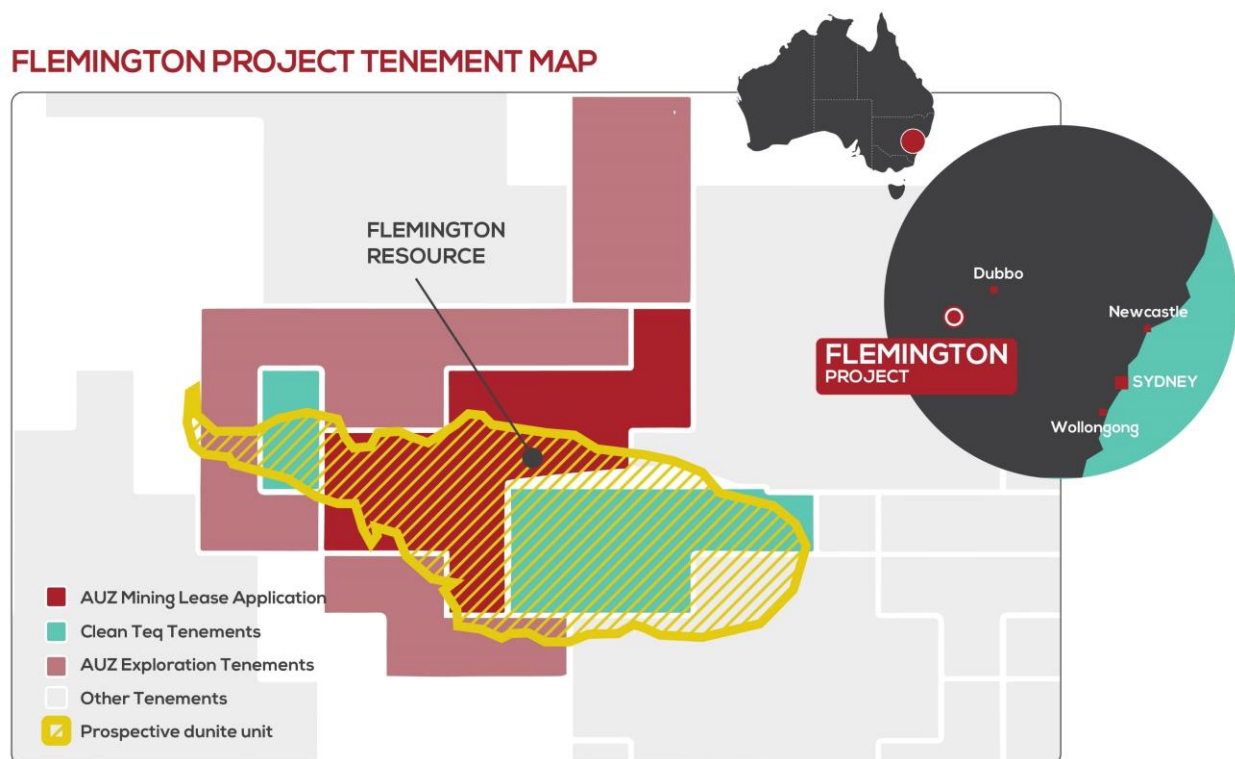 FLEMINGTON PROJECT TENEMENT MAP
FLEMINGTON
RESOURCE
Dubbo
Newcastle
FLEMINGTON
PROJECT
SYDNEY
Wollongong
AUZ Mining Lease Application
Clean Teq Tenements
AUZ Exploration Tenements
Other Tenements
Prospective dunite unit